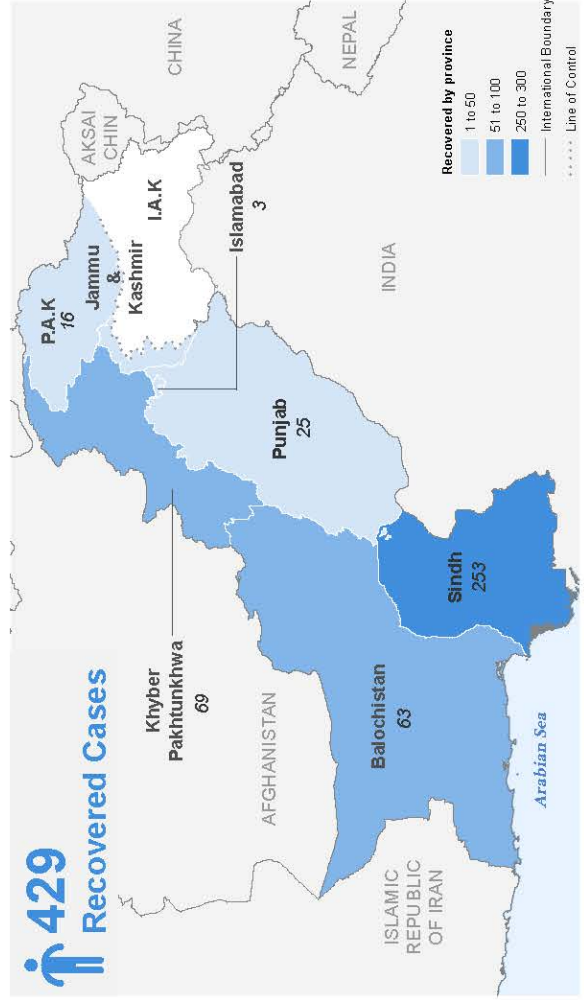 429
Recovered Cases
CHINA
AKSAI
CHIN
NEPAL
P.A.K
16
Jammu
&
Kashmir
I.A.K
Islamabad
3
Khyber
Pakhtunkhwa
69
Punjab
25
AFGHANISTAN
INDIA
Balochistan
63
Sindh
253
ISLAMIC
REPUBLIC
OF IRAN
Arabian Sea
Recovered by province
1 to 50
51 to 100
250 to 300
International Boundary
Line of Control